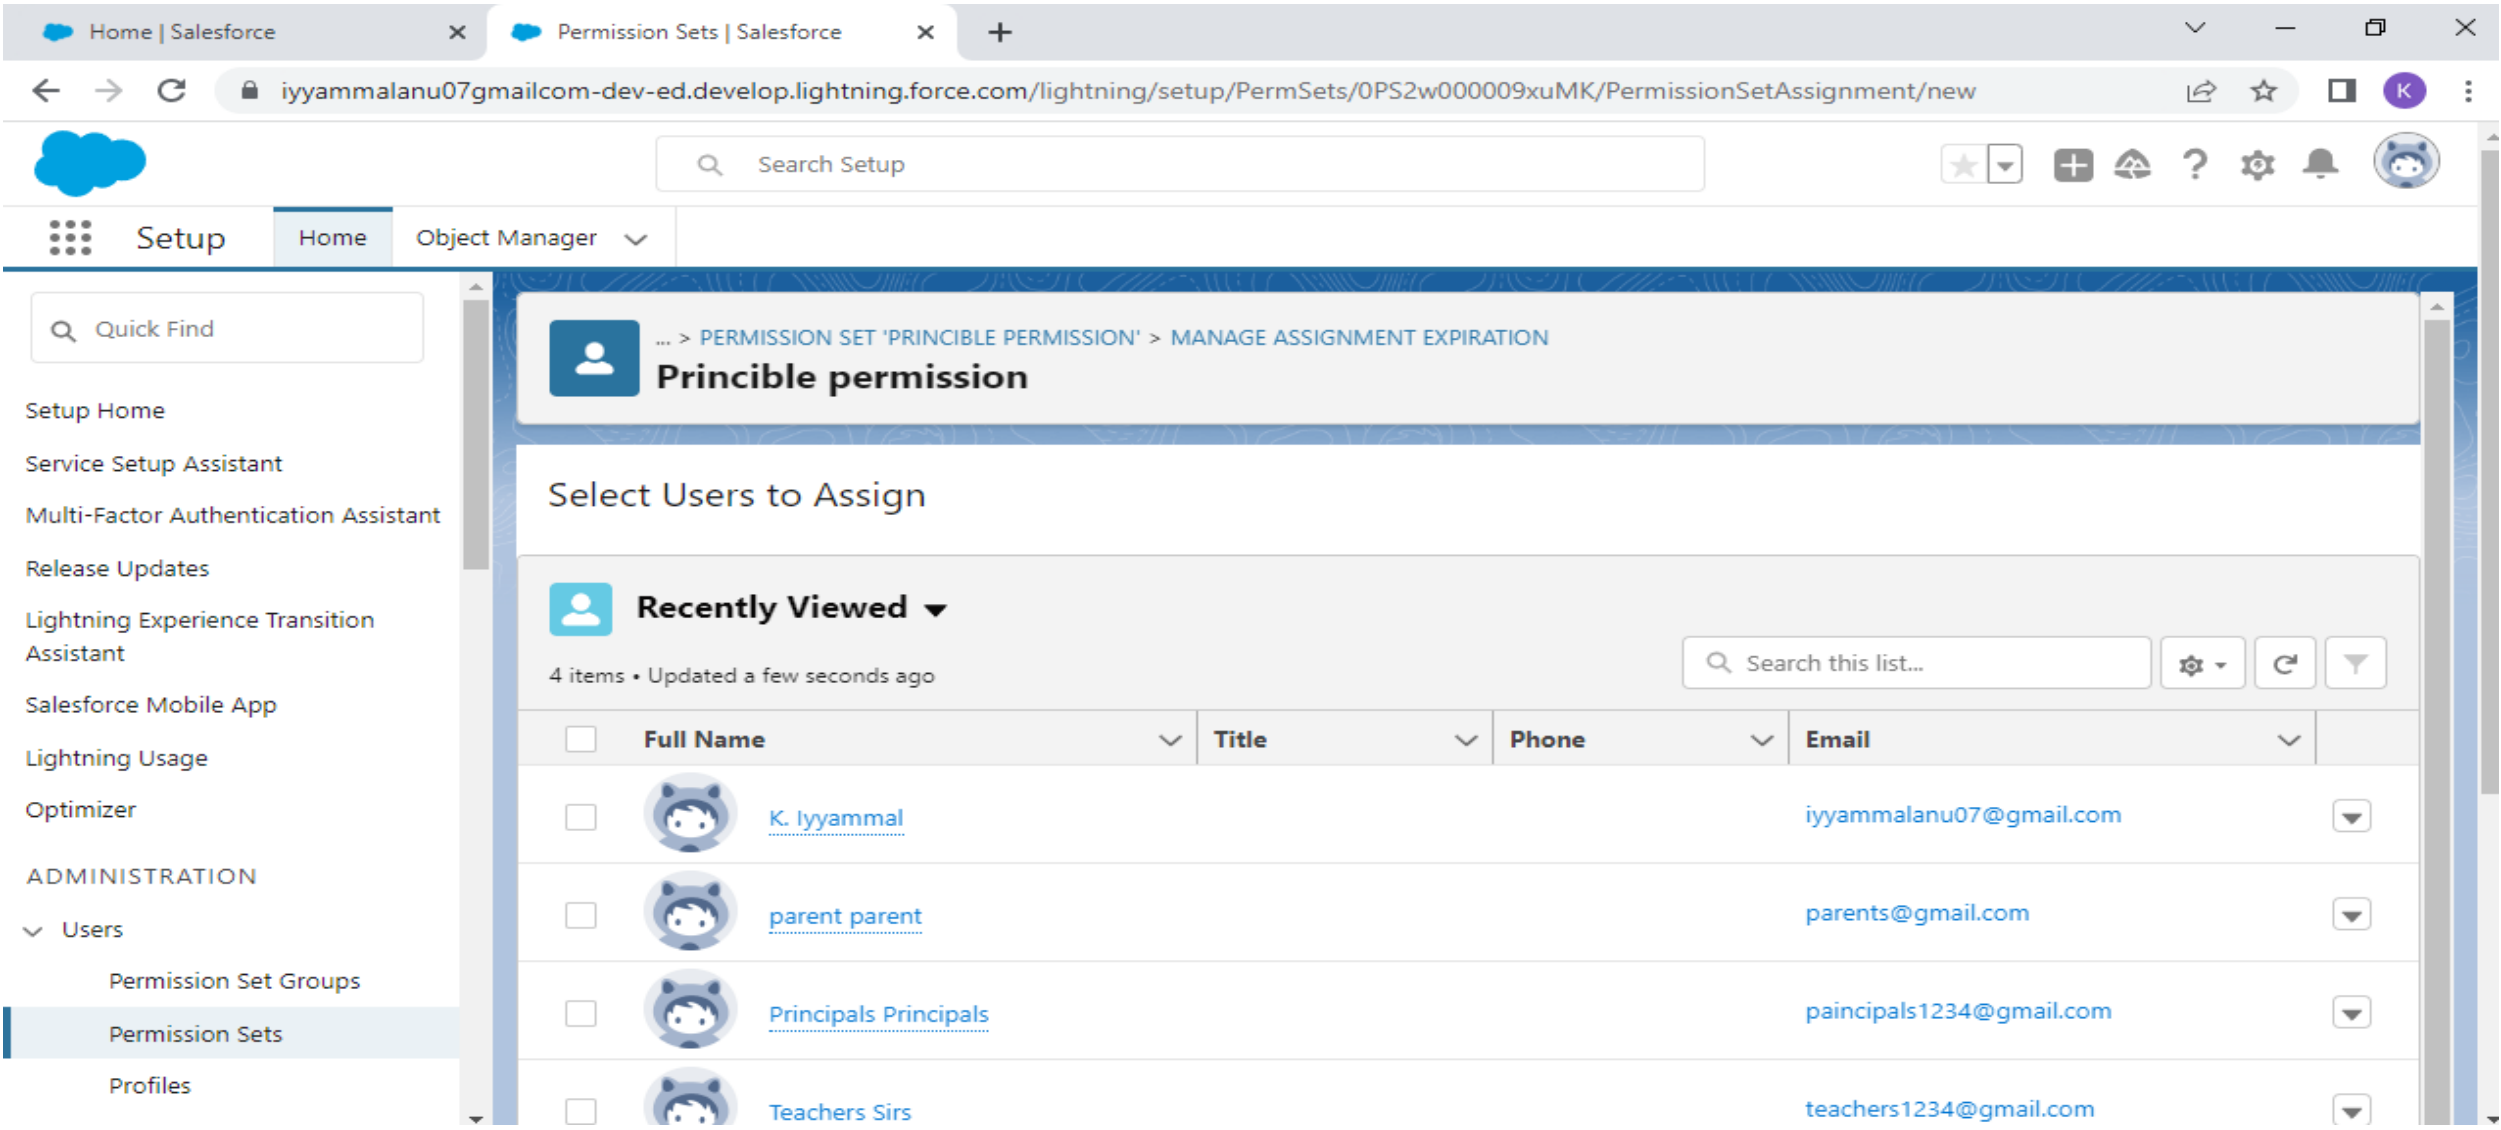 Home | Salesforce
Permission Sets | Salesforce
iyyammalanu07gmailcom-dev-ed.develop.lightning.force.com/lightning/setup/PermSets/0PS2w000009xuMK/PermissionSetAssignment/new
K
Search Setup
Setup
Home
Object Manager
Quick Find
Setup Home
Service Setup Assistant
Multi-Factor Authentication Assistant
Release Updates
Lightning Experience Transition
Assistant
Salesforce Mobile App
Lightning Usage
Optimizer
ADMINISTRATION
Users
Permission Set Groups
Permission Sets
Profiles
... > PERMISSION SET 'PRINCIBLE PERMISSION' > MANAGE ASSIGNMENT EXPIRATION
Princible permission
Select Users to Assign
Recently Viewed
4 items • Updated a few seconds ago
Search this list...
Full Name Title Phone Email
K. Iyyammal iyyammalanu07@gmail.com
parent parent parents@gmail.com
Principals Principals paincipals1234@gmail.com
Teachers Sirs teachers1234@gmail.com